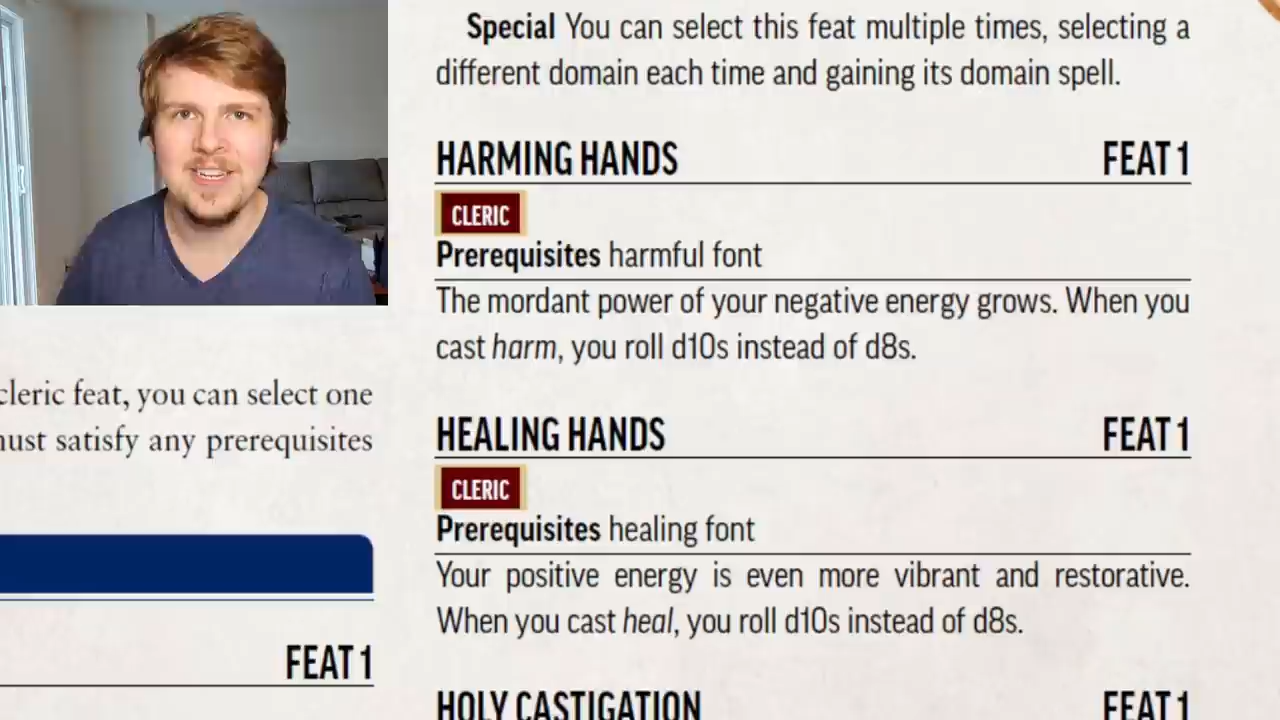 cleric feat, you can select one
must satisfy any prerequisites
FEAT 1
Special You can select this feat multiple times, selecting a
different domain each time and gaining its domain spell.
HARMING HANDS FEAT 1
CLERIC
Prerequisites harmful font
The mordant power of your negative energy grows. When you
cast harm, you roll d10s instead of d8s.
HEALING HANDS FEAT 1
CLERIC
Prerequisites healing font
Your positive energy is even more vibrant and restorative.
When you cast heal, you roll d10s instead of d8s.
HOLY CASTIGATION FEAT 1